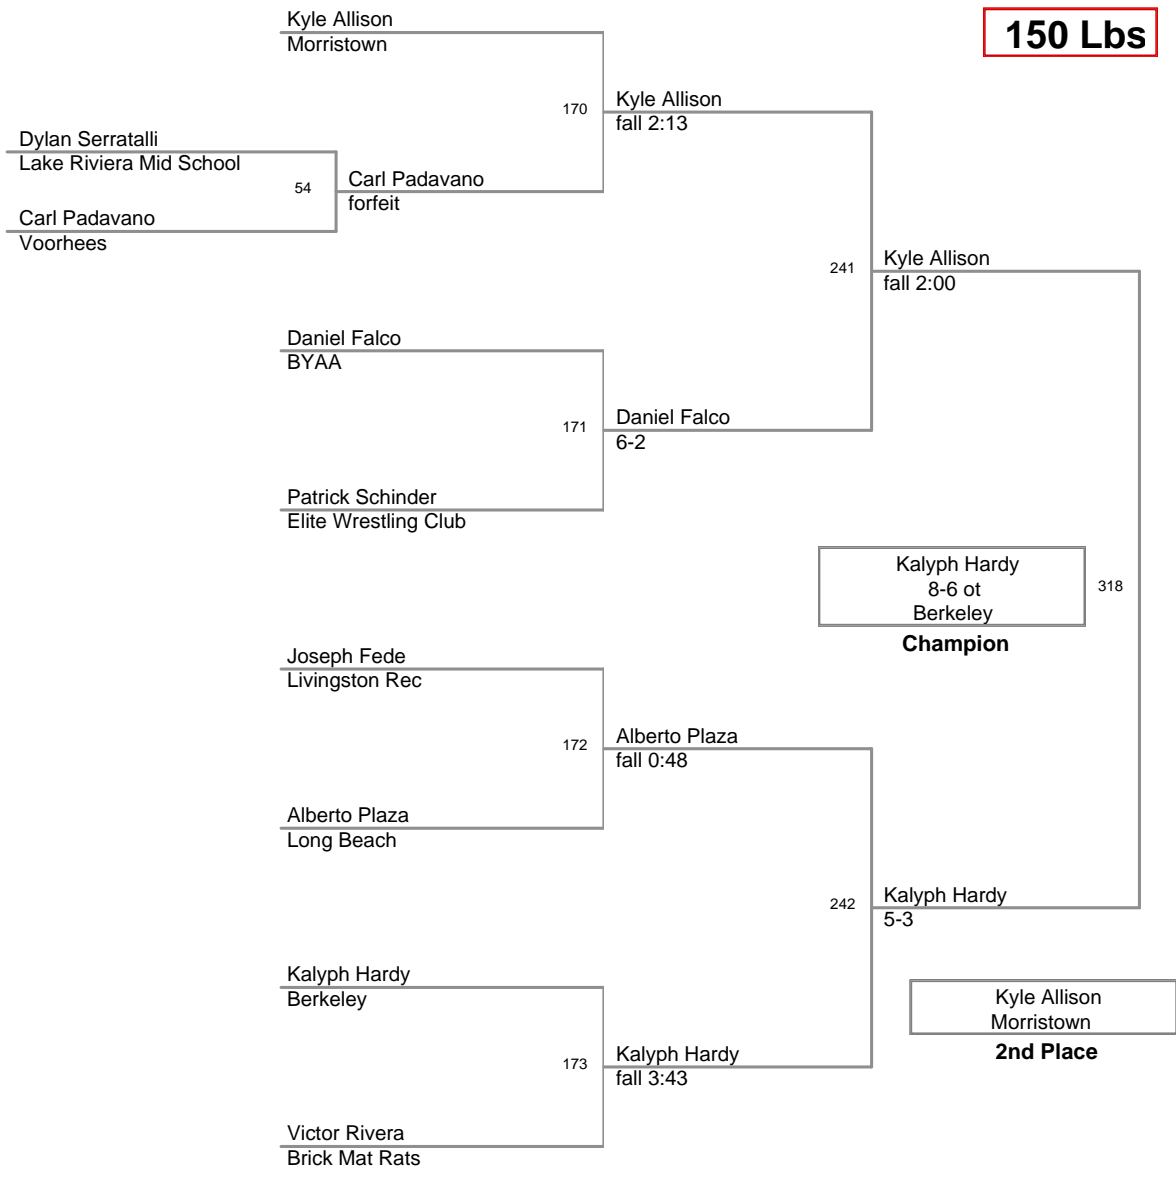 150 Lbs
Kyle Allison
Morristown
170
Kyle Allison
fall 2:13
Dylan Serratalli
Lake Riviera Mid School
54
Carl Padavano
forfeit
Carl Padavano
Voorhees
241
Kyle Allison
fall 2:00
Daniel Falco
BYAA
171
Daniel Falco
6-2
Patrick Schinder
Elite Wrestling Club
Kalyph Hardy
8-6 ot
Berkeley
Champion
318
Joseph Fede
Livingston Rec
172
Alberto Plaza
fall 0:48
Alberto Plaza
Long Beach
242
Kalyph Hardy
5-3
Kalyph Hardy
Berkeley
Kyle Allison
Morristown
2nd Place
173
Kalyph Hardy
fall 3:43
Victor Rivera
Brick Mat Rats